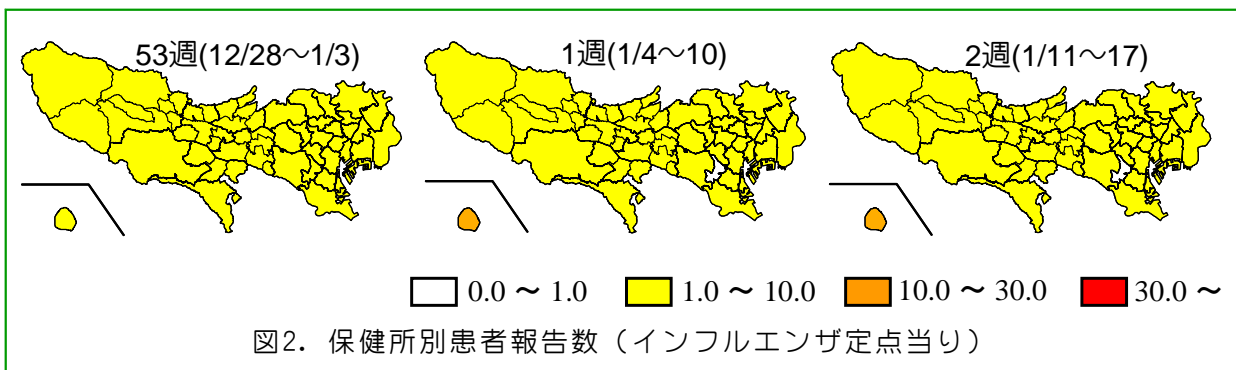 53週(12/28～1/3)
1週(1/4～10)
2週(1/11～17)
0.0 ～ 1.0
1.0 ～ 10.0
10.0 ～ 30.0
30.0 ～
図2. 保健所別患者報告数（インフルエンザ定点当り）